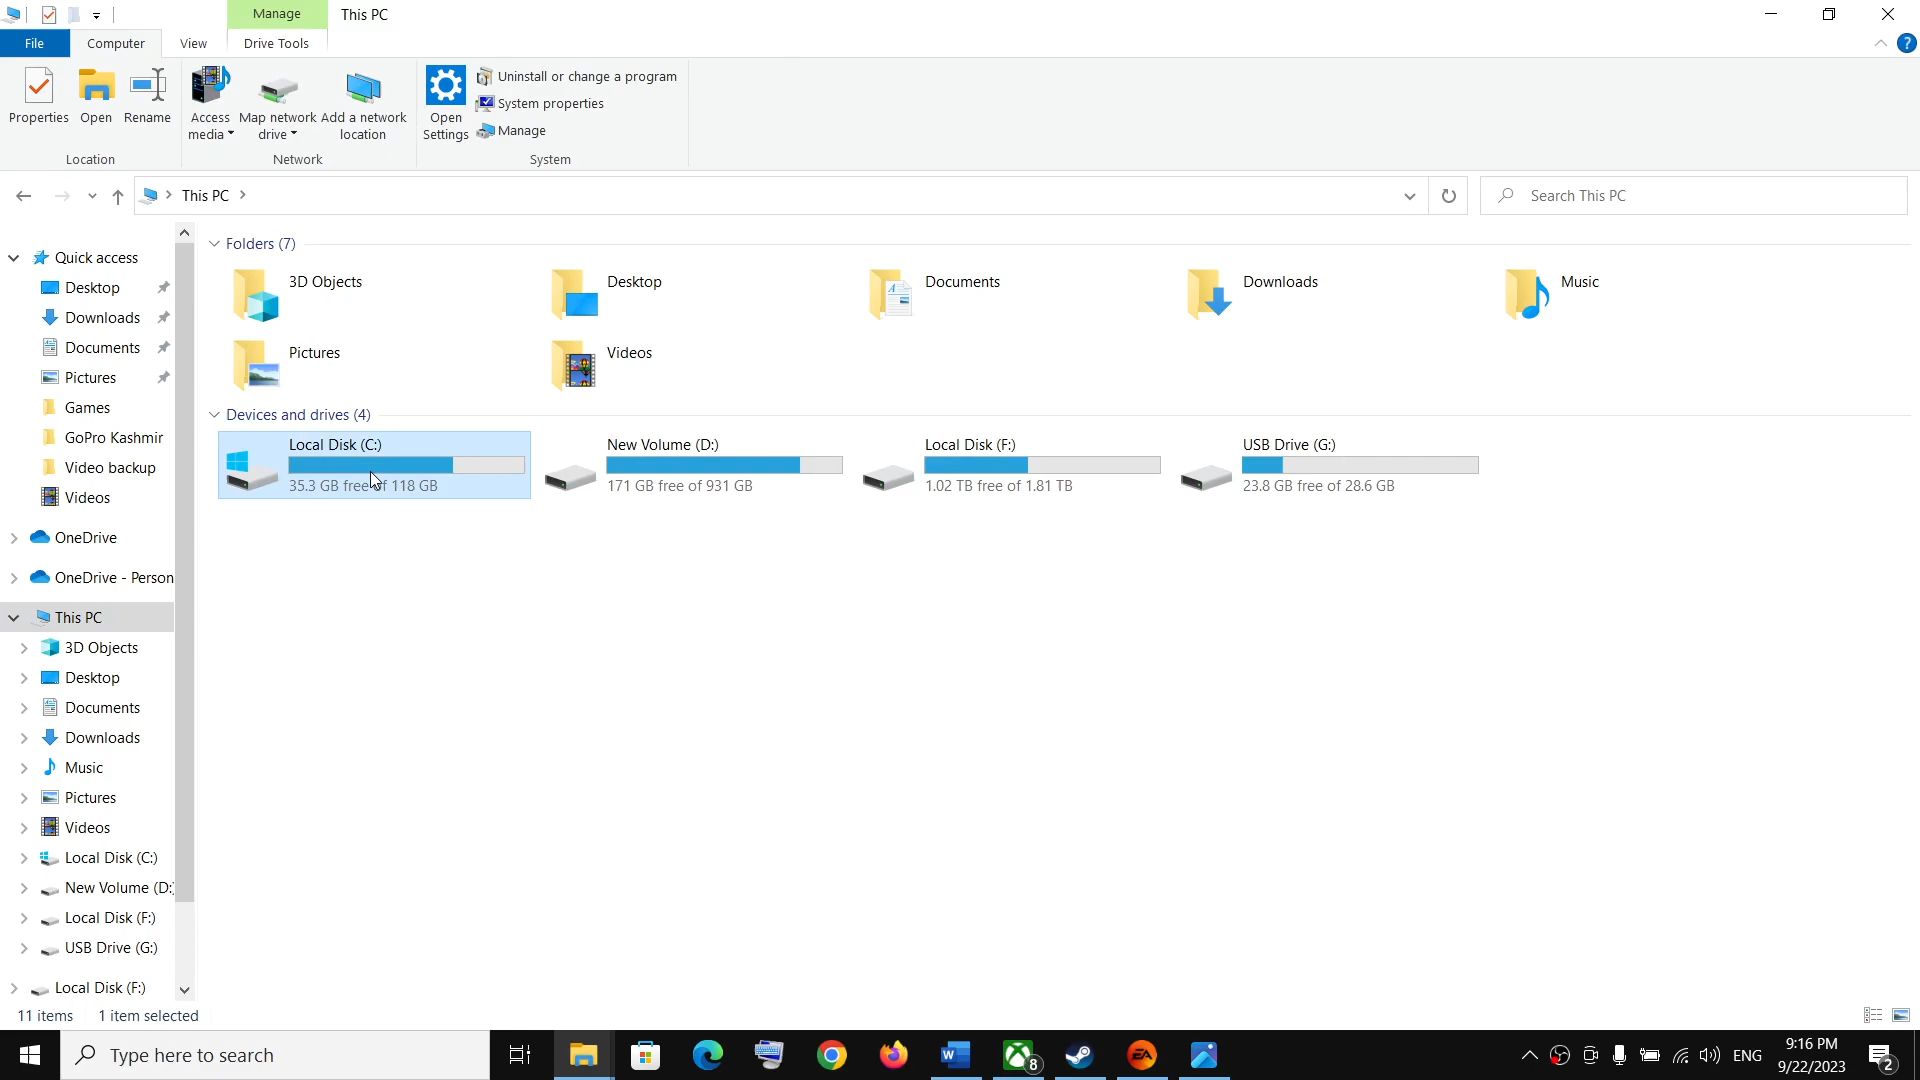 Manage
This PC
File
Computer
View
Drive Tools
Properties
Open
Rename
Access media
Map network drive
Add a network location
Open Settings
Uninstall or change a program
System properties
Manage
Location
Network
System
This PC
Search This PC
Quick access
Desktop
Downloads
Documents
Pictures
Games
GoPro Kashmir
Video backup
Videos
OneDrive
OneDrive - Person
This PC
3D Objects
Desktop
Documents
Downloads
Music
Pictures
Videos
Local Disk (C:)
New Volume (D:)
Local Disk (F:)
USB Drive (G:)
Local Disk (F:)
Folders (7)
3D Objects
Desktop
Documents
Downloads
Music
Pictures
Videos
Devices and drives (4)
Local Disk (C:)
35.3 GB free of 118 GB
New Volume (D:)
171 GB free of 931 GB
Local Disk (F:)
1.02 TB free of 1.81 TB
USB Drive (G:)
23.8 GB free of 28.6 GB
11 items
1 item selected
Type here to search
W
8
EA
ENG
9:16 PM
9/22/2023
2